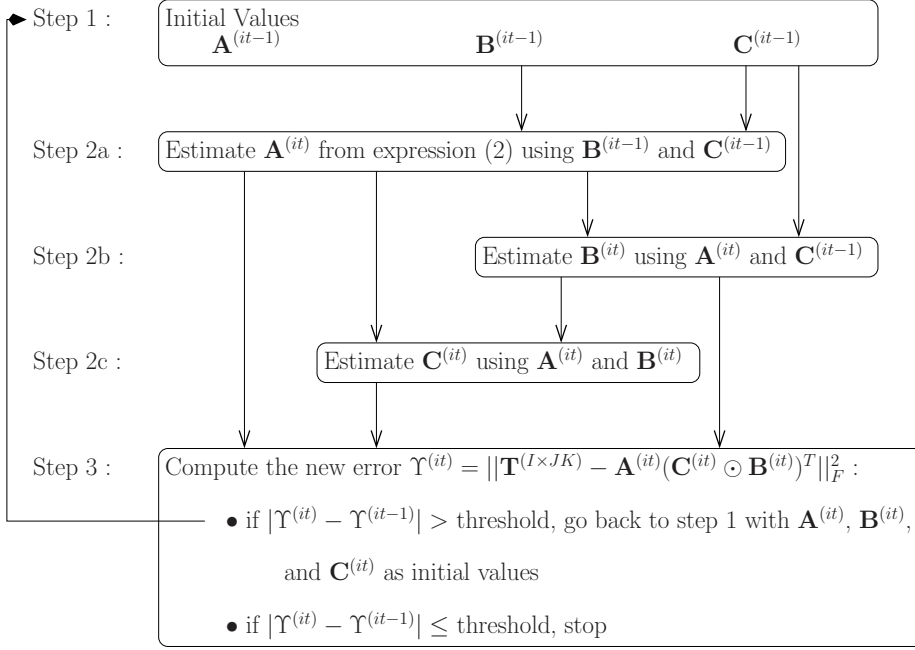 Step 1 : Initial Values
𝐀^(it−1) 𝐁^(it−1) 𝐂^(it−1)
Step 2a : Estimate 𝐀^(it) from expression (2) using 𝐁^(it−1) and 𝐂^(it−1)
Step 2b : Estimate 𝐁^(it) using 𝐀^(it) and 𝐂^(it−1)
Step 2c : Estimate 𝐂^(it) using 𝐀^(it) and 𝐁^(it)
Step 3 : Compute the new error Υ^(it) = ||𝐓^(I×JK) − 𝐀^(it)(𝐂^(it) ⊙ 𝐁^(it))^T||_F^2 :
• if |Υ^(it) − Υ^(it−1)| > threshold, go back to step 1 with 𝐀^(it), 𝐁^(it),
and 𝐂^(it) as initial values
• if |Υ^(it) − Υ^(it−1)| ≤ threshold, stop